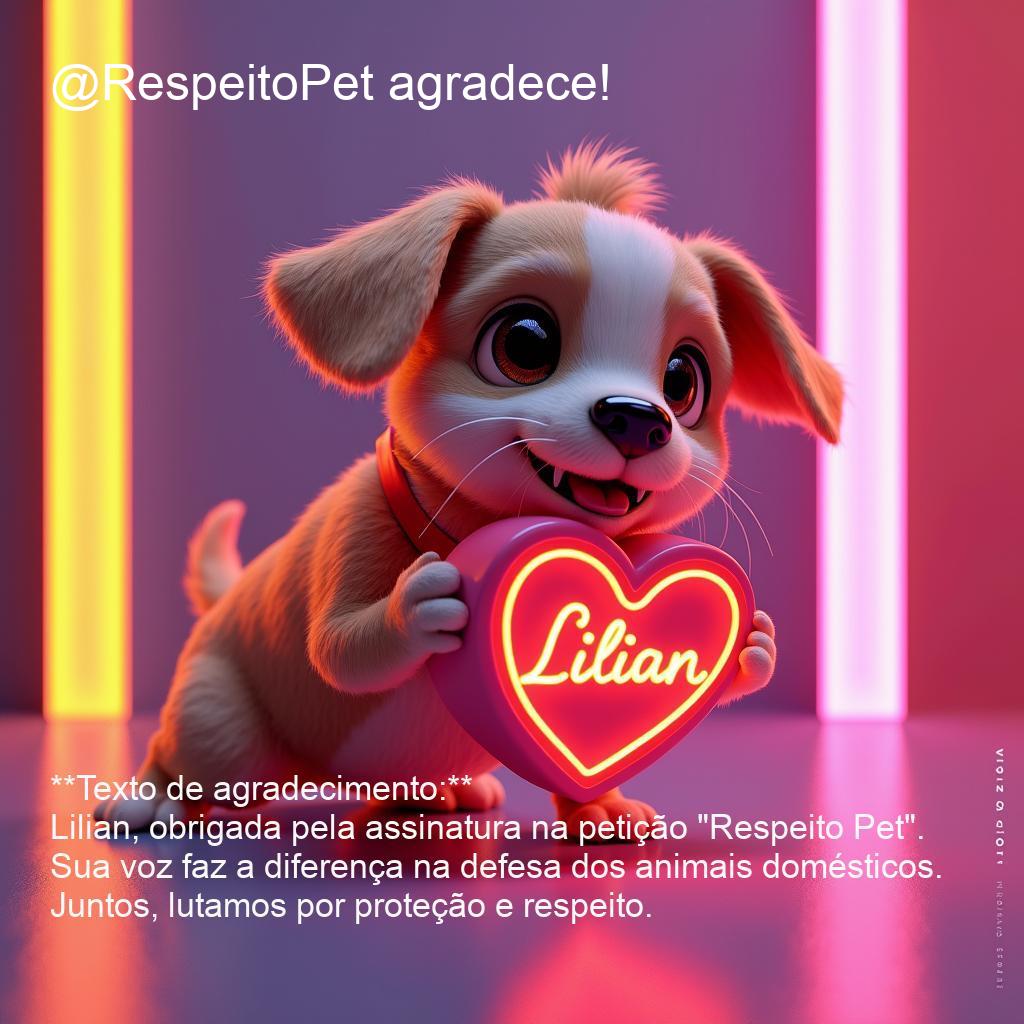 @RespeitoPet agradece!
Lilian
**Texto de agradecimento:**
Lilian, obrigada pela assinatura na petição "Respeito Pet".
Sua voz faz a diferença na defesa dos animais domésticos.
Juntos, lutamos por proteção e respeito.